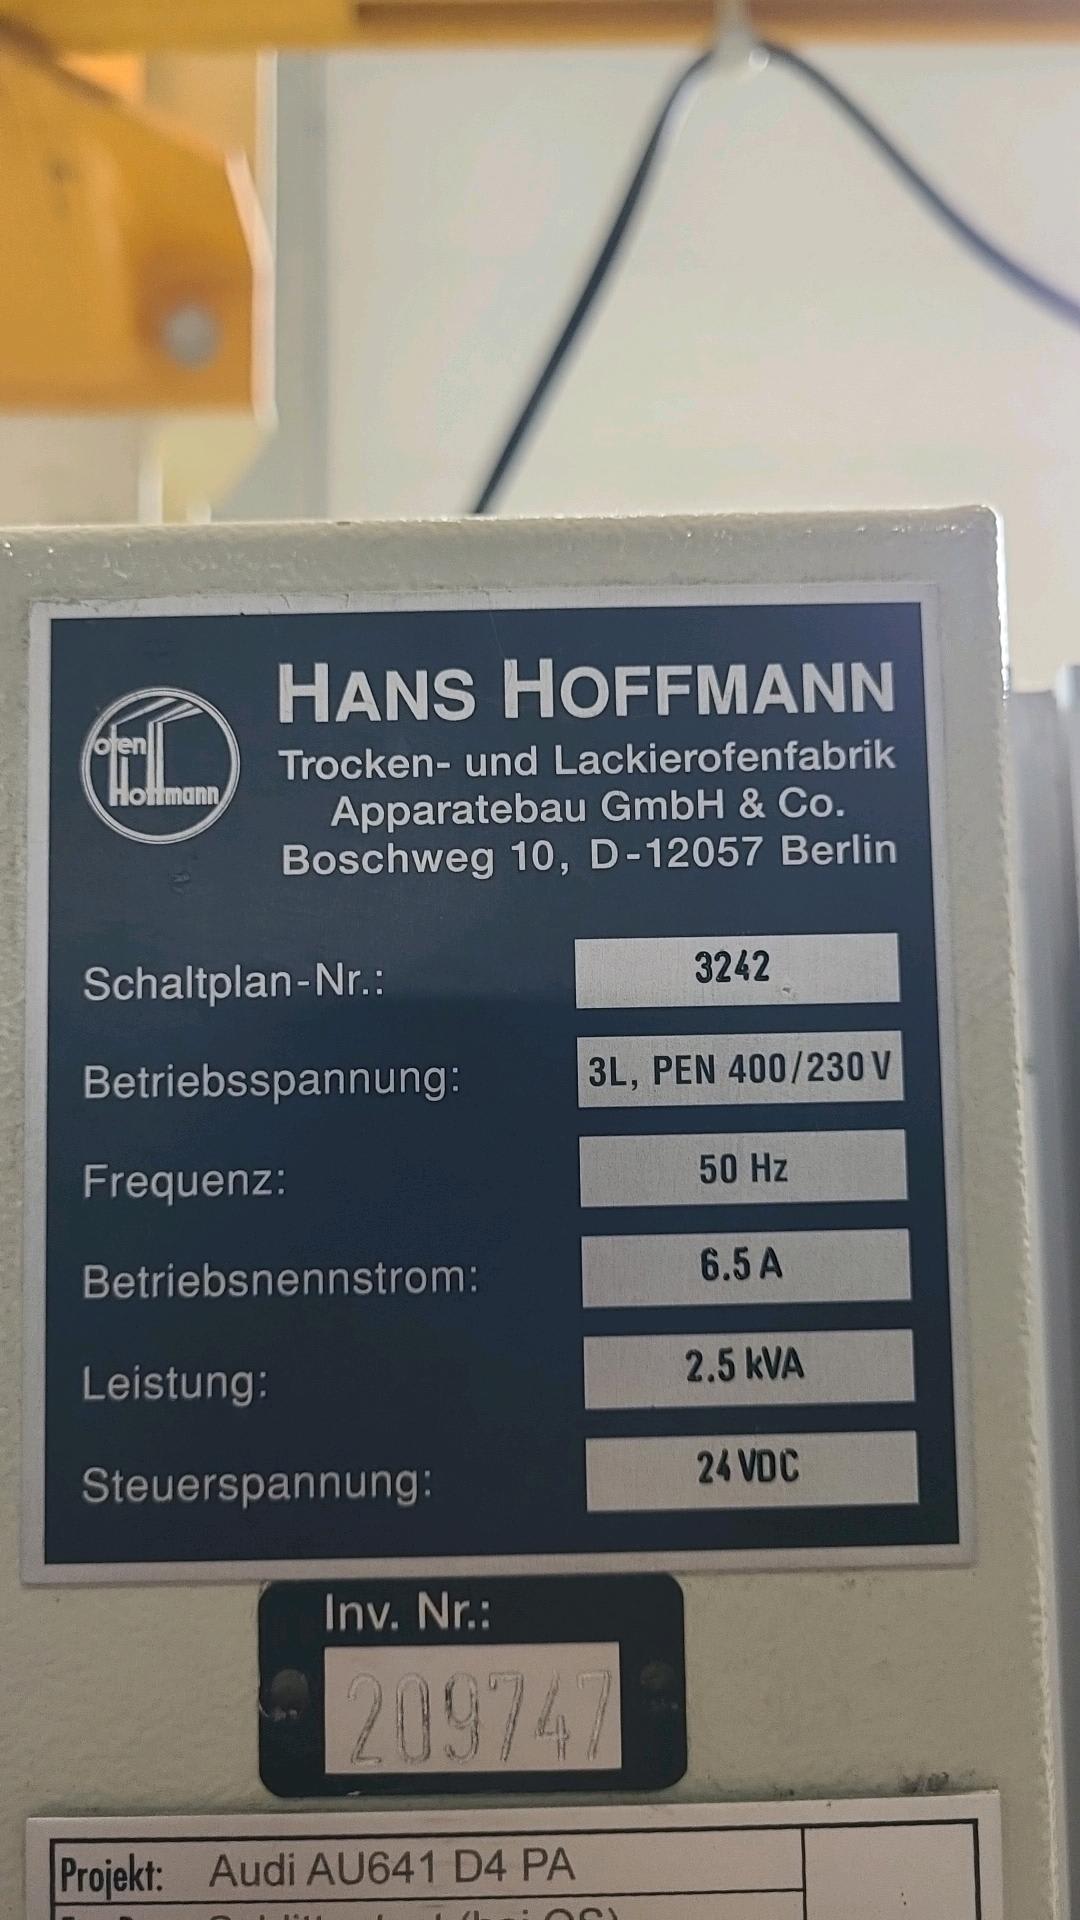 ofen
Hoffmann
HANS HOFFMANN
Trocken- und Lackierofenfabrik
Apparatebau GmbH & Co.
Boschweg 10, D-12057 Berlin
Schaltplan-Nr.: 3242
Betriebsspannung: 3L, PEN 400/230 V
Frequenz: 50 Hz
Betriebsnennstrom: 6.5 A
Leistung: 2.5 kVA
Steuerspannung: 24 VDC
Inv. Nr.:
209747
Projekt: Audi AU641 D4 PA
(bei OS)